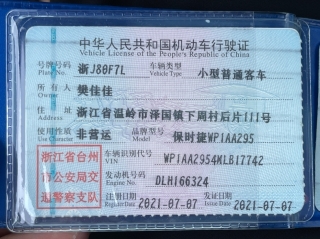 中华人民共和国机动车行驶证
Vehicle License of the People's Republic of China
号牌号码 浙J80F7L 车辆类型 小型普通客车
Plate No. Vehicle Type
所有人 樊佳佳
Owner
住址 浙江省温岭市泽国镇下周村后片111号
Address
使用性质 非营运 品牌型号 保时捷WP1AA295
Use Character Model
浙江省台州
市公安局交
通警察支队
车辆识别代号 WP1AA2954MLB17742
VIN
发动机号码 DLH166324
Engine No.
注册日期 2021-07-07 发证日期 2021-07-07
Register Date Issue Date